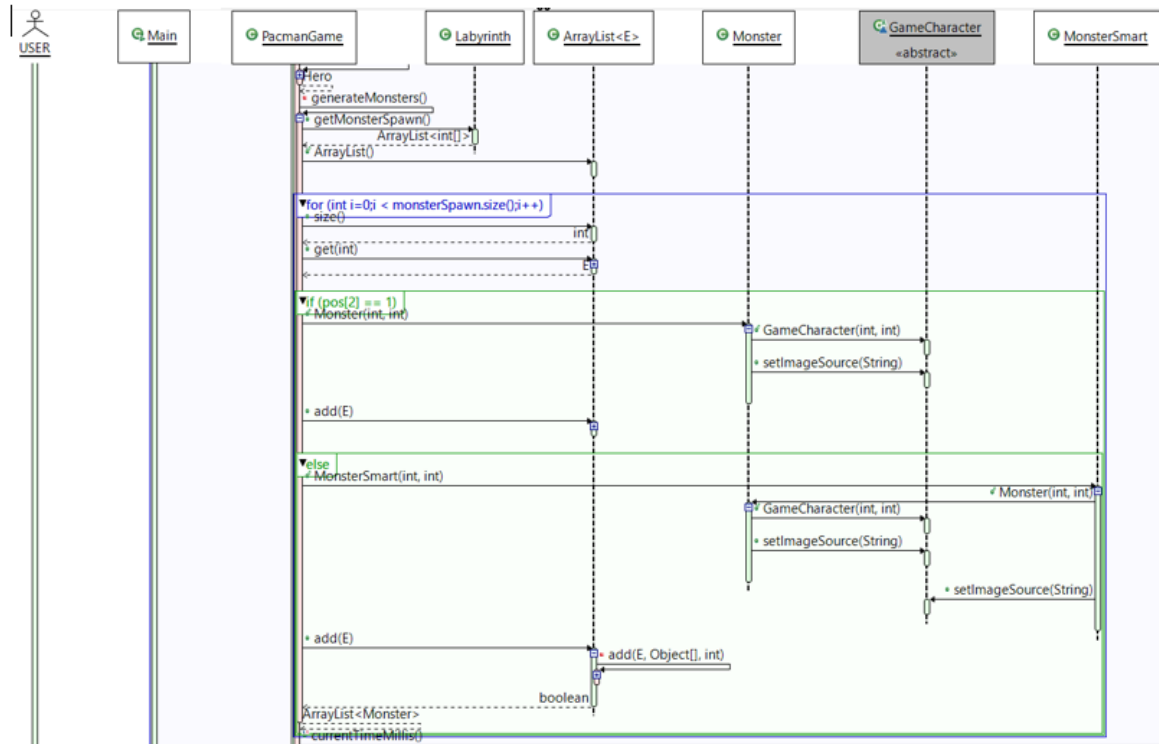 USER
Main
PacmanGame
Labyrinth
ArrayList<E>
Monster
GameCharacter
«abstract»
MonsterSmart
Hero
generateMonsters()
getMonsterSpawn()
ArrayList<int[]>
ArrayList()
for (int i=0;i < monsterSpawn.size();i++)
size()
int
get(int)
E
if (pos[2] == 1)
Monster(int, int)
GameCharacter(int, int)
setImageSource(String)
add(E)
else
MonsterSmart(int, int)
Monster(int, int)
GameCharacter(int, int)
setImageSource(String)
setImageSource(String)
add(E)
add(E, Object[], int)
boolean
ArrayList<Monster>
currentTimeMillis()